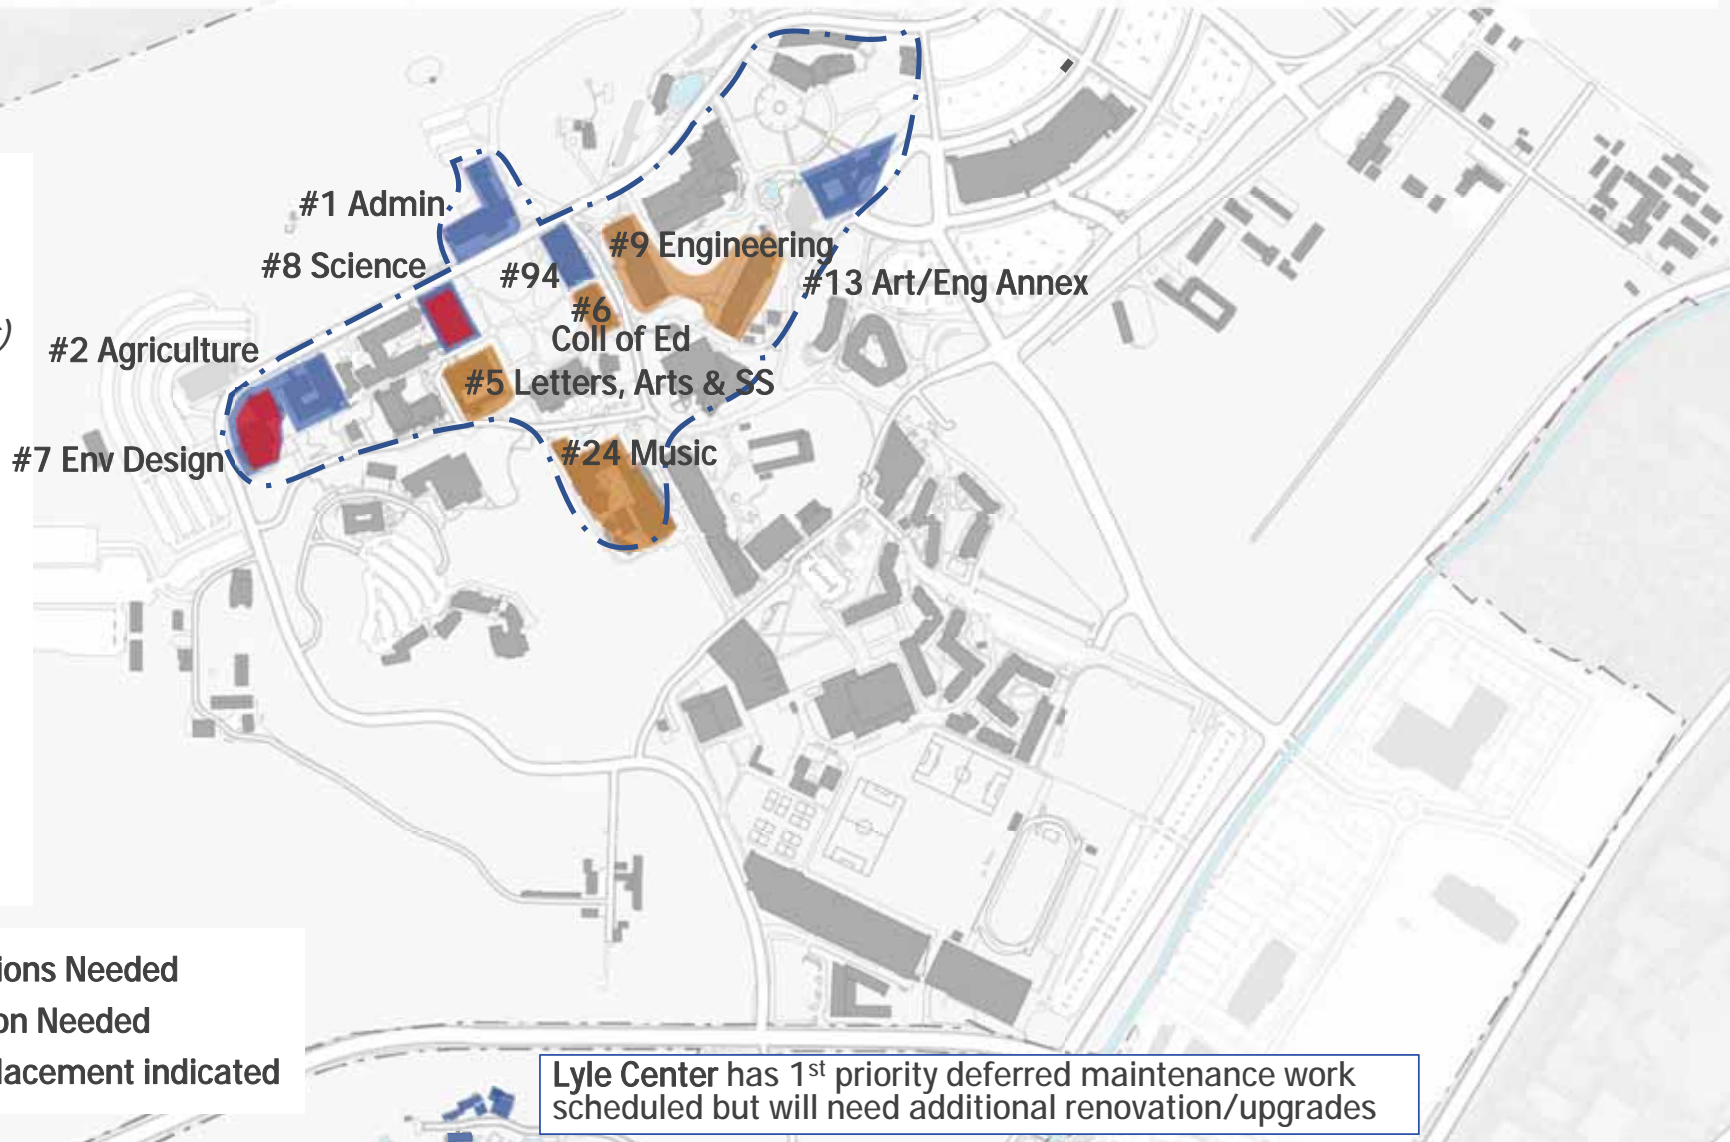 #1 Admin
#8 Science
#94
#9 Engineering
#13 Art/Eng Annex
#6
Coll of Ed
#2 Agriculture
#5 Letters, Arts & SS
#7 Env Design
#24 Music
)
ions Needed
on Needed
lacement indicated
Lyle Center has 1st priority deferred maintenance work
scheduled but will need additional renovation/upgrades